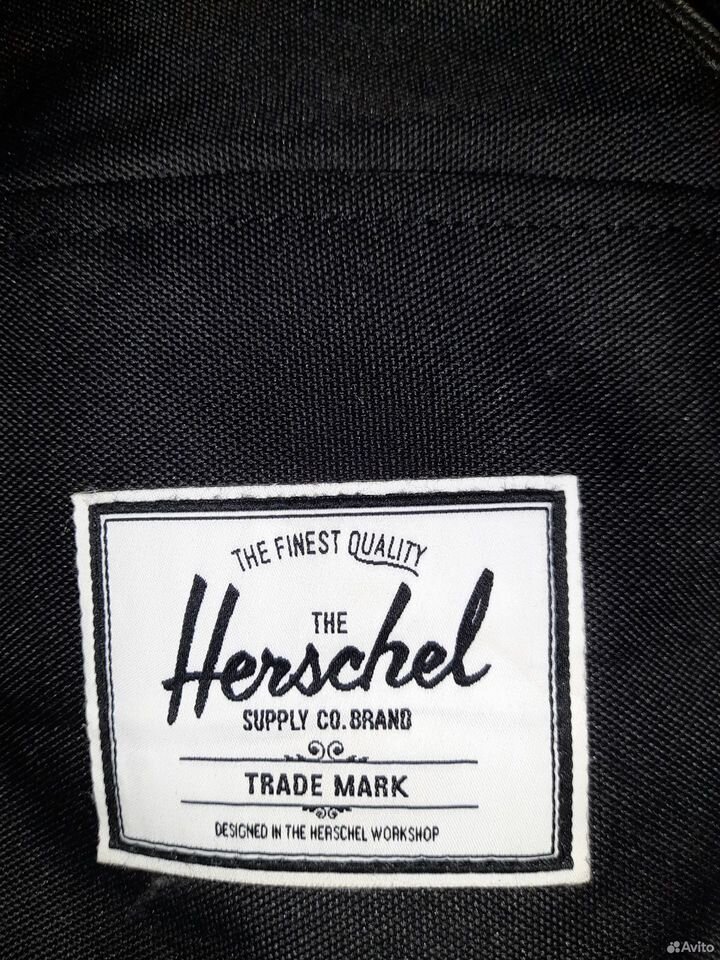 THE FINEST QUALITY
THE
Herschel
SUPPLY CO. BRAND
TRADE MARK
DESIGNED IN THE HERSCHEL WORKSHOP
Avito